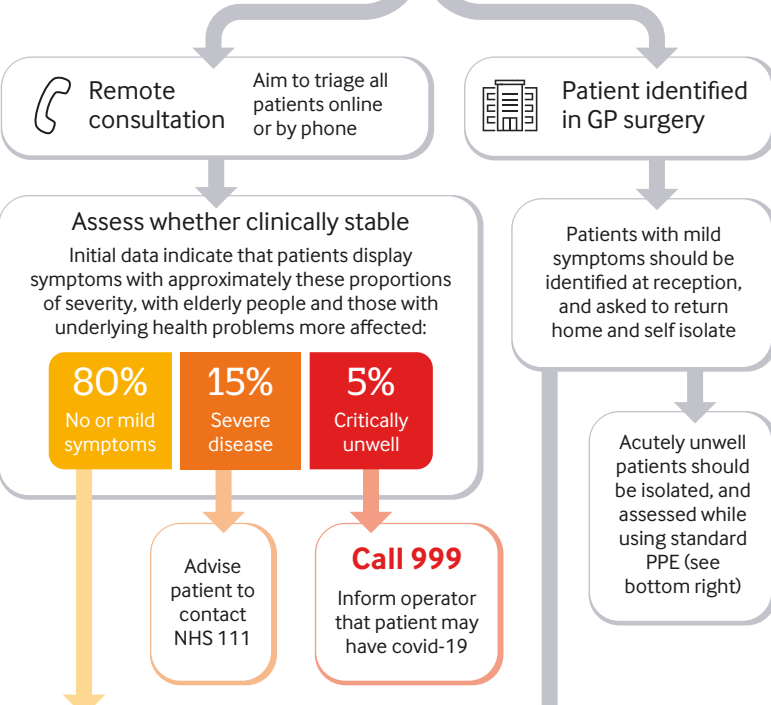 Remote
consultation
Aim to triage all
patients online
or by phone
Patient identified
in GP surgery
Assess whether clinically stable
Initial data indicate that patients display
symptoms with approximately these proportions
of severity, with elderly people and those with
underlying health problems more affected:
80%
No or mild
symptoms
15%
Severe
disease
5%
Critically
unwell
Advise
patient to
contact
NHS 111
Call 999
Inform operator
that patient may
have covid-19
Patients with mild
symptoms should be
identified at reception,
and asked to return
home and self isolate
Acutely unwell
patients should
be isolated, and
assessed while
using standard
PPE (see
bottom right)